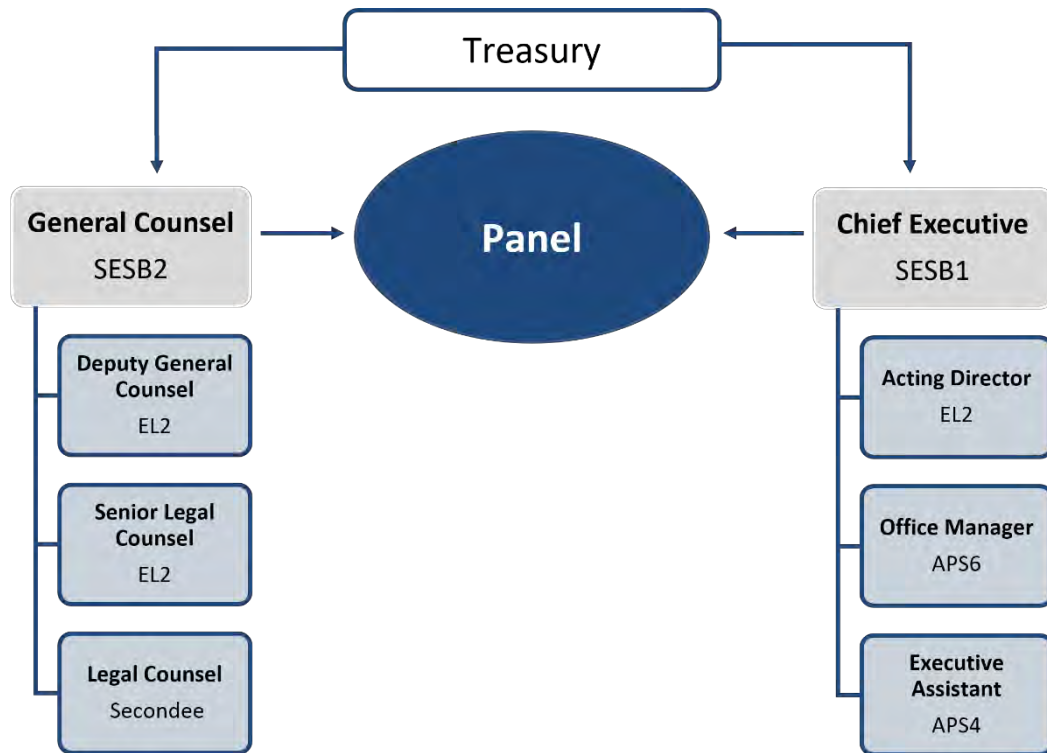 Treasury
General Counsel
SESB2
Panel
Chief Executive
SESB1
Deputy General
Counsel
EL2
Senior Legal
Counsel
EL2
Legal Counsel
Secondee
Acting Director
EL2
Office Manager
APS6
Executive
Assistant
APS4